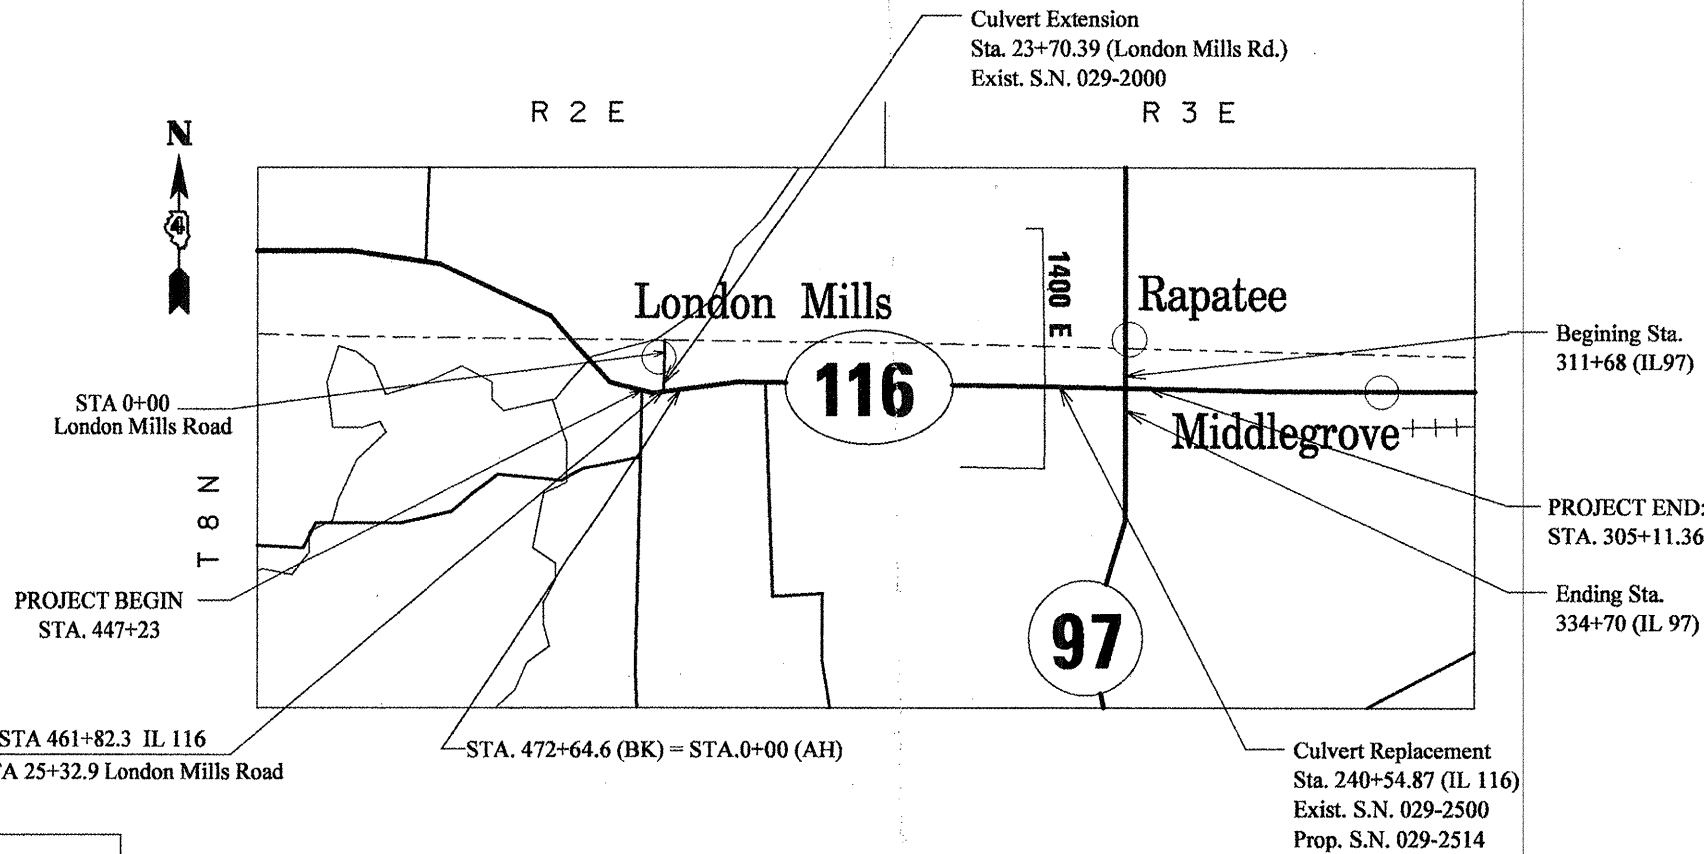 Culvert Extension
Sta. 23+70.39 (London Mills Rd.)
Exist. S.N. 029-2000
R 2 E
R 3 E
N
4
1400 E
London Mills
Rapatee
116
Begining Sta.
311+68 (IL97)
STA 0+00
London Mills Road
Middlegrove
T 8 N
PROJECT END:
STA. 305+11.36
PROJECT BEGIN
STA. 447+23
Ending Sta.
334+70 (IL 97)
97
STA 461+82.3 IL 116
TA 25+32.9 London Mills Road
STA. 472+64.6 (BK) = STA.0+00 (AH)
Culvert Replacement
Sta. 240+54.87 (IL 116)
Exist. S.N. 029-2500
Prop. S.N. 029-2514